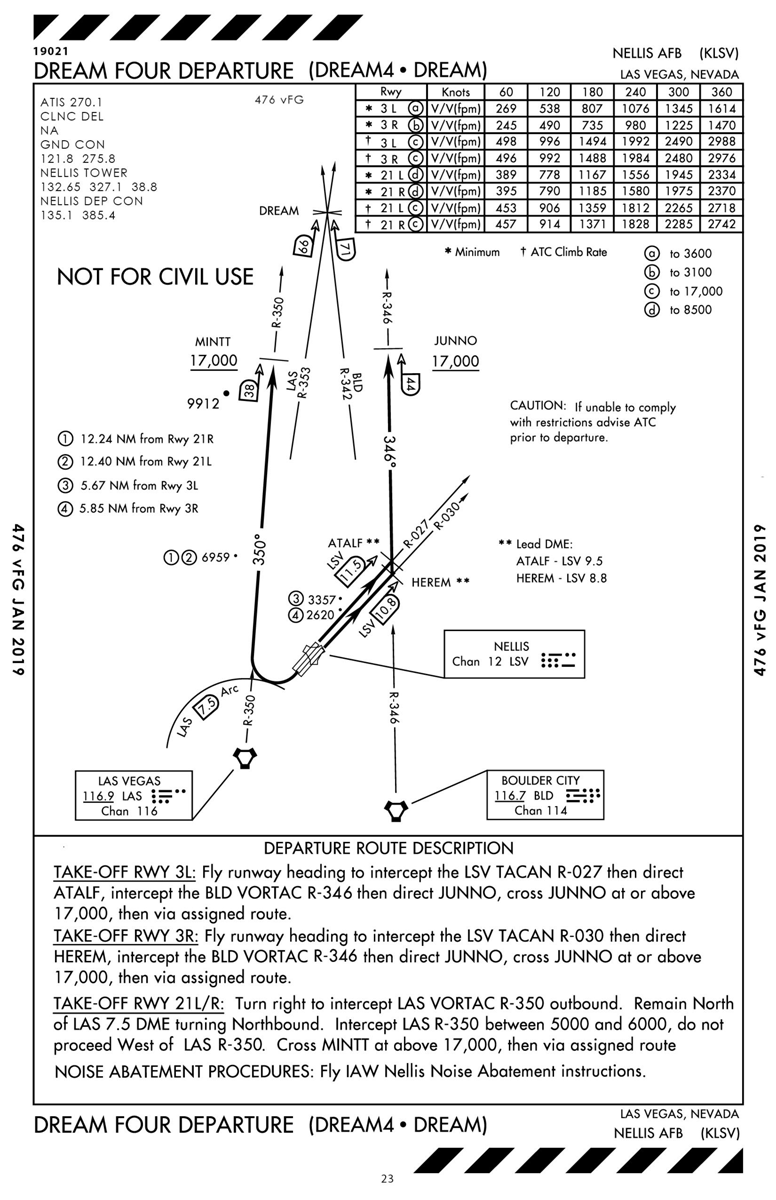 19021
NELLIS AFB (KLSV)
DREAM FOUR DEPARTURE (DREAM4 • DREAM)
LAS VEGAS, NEVADA
ATIS 270.1
CLNC DEL
NA
GND CON
121.8 275.8
NELLIS TOWER
132.65 327.1 38.8
NELLIS DEP CON
135.1 385.4
476 vFG
Rwy Knots 60 120 180 240 300 360
* 3 L a V/V(fpm) 269 538 807 1076 1345 1614
* 3 R b V/V(fpm) 245 490 735 980 1225 1470
† 3 L c V/V(fpm) 498 996 1494 1992 2490 2988
† 3 R c V/V(fpm) 496 992 1488 1984 2480 2976
* 21 L d V/V(fpm) 389 778 1167 1556 1945 2334
* 21 R d V/V(fpm) 395 790 1185 1580 1975 2370
† 21 L c V/V(fpm) 453 906 1359 1812 2265 2718
† 21 R c V/V(fpm) 457 914 1371 1828 2285 2742
* Minimum † ATC Climb Rate
a to 3600
b to 3100
c to 17,000
d to 8500
DREAM
66
71
NOT FOR CIVIL USE
R-350
R-346
MINTT
17,000
JUNNO
17,000
38
44
LAS
R-353
BLD
R-342
9912
CAUTION: If unable to comply
with restrictions advise ATC
prior to departure.
1 12.24 NM from Rwy 21R
2 12.40 NM from Rwy 21L
3 5.67 NM from Rwy 3L
4 5.85 NM from Rwy 3R
346°
350°
R-027
R-030
1 2 6959
ATALF **
LSV
11.5
HEREM **
LSV
10.8
** Lead DME:
ATALF - LSV 9.5
HEREM - LSV 8.8
3 3357
4 2620
NELLIS
Chan 12 LSV
LAS 7.5 Arc
R-350
R-346
LAS VEGAS
116.9 LAS
Chan 116
BOULDER CITY
116.7 BLD
Chan 114
476 vFG JAN 2019
476 vFG JAN 2019
DEPARTURE ROUTE DESCRIPTION
TAKE-OFF RWY 3L: Fly runway heading to intercept the LSV TACAN R-027 then direct
ATALF, intercept the BLD VORTAC R-346 then direct JUNNO, cross JUNNO at or above
17,000, then via assigned route.
TAKE-OFF RWY 3R: Fly runway heading to intercept the LSV TACAN R-030 then direct
HEREM, intercept the BLD VORTAC R-346 then direct JUNNO, cross JUNNO at or above
17,000, then via assigned route.
TAKE-OFF RWY 21L/R: Turn right to intercept LAS VORTAC R-350 outbound. Remain North
of LAS 7.5 DME turning Northbound. Intercept LAS R-350 between 5000 and 6000, do not
proceed West of LAS R-350. Cross MINTT at above 17,000, then via assigned route
NOISE ABATEMENT PROCEDURES: Fly IAW Nellis Noise Abatement instructions.
DREAM FOUR DEPARTURE (DREAM4 • DREAM)
LAS VEGAS, NEVADA
NELLIS AFB (KLSV)
23